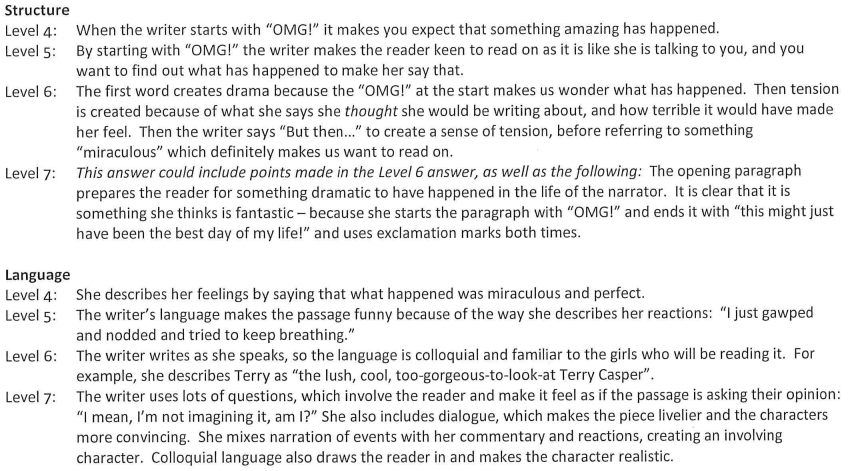 Structure
Level 4: When the writer starts with “OMG!” it makes you expect that something amazing has happened.
Level 5: By starting with “OMG!” the writer makes the reader keen to read on as it is like she is talking to you, and you
want to find out what has happened to make her say that.
Level 6: The first word creates drama because the “OMG!” at the start makes us wonder what has happened. Then tension
is created because of what she says she thought she would be writing about, and how terrible it would have made
her feel. Then the writer says “But then...” to create a sense of tension, before referring to something
“miraculous” which definitely makes us want to read on.
Level 7: This answer could include points made in the Level 6 answer, as well as the following: The opening paragraph
prepares the reader for something dramatic to have happened in the life of the narrator. It is clear that it is
something she thinks is fantastic – because she starts the paragraph with “OMG!” and ends it with “this might just
have been the best day of my life!” and uses exclamation marks both times.
Language
Level 4: She describes her feelings by saying that what happened was miraculous and perfect.
Level 5: The writer’s language makes the passage funny because of the way she describes her reactions: “I just gawped
and nodded and tried to keep breathing.”
Level 6: The writer writes as she speaks, so the language is colloquial and familiar to the girls who will be reading it. For
example, she describes Terry as “the lush, cool, too-gorgeous-to-look-at Terry Casper”.
Level 7: The writer uses lots of questions, which involve the reader and make it feel as if the passage is asking their opinion:
“I mean, I’m not imagining it, am I?” She also includes dialogue, which makes the piece livelier and the characters
more convincing. She mixes narration of events with her commentary and reactions, creating an involving
character. Colloquial language also draws the reader in and makes the character realistic.